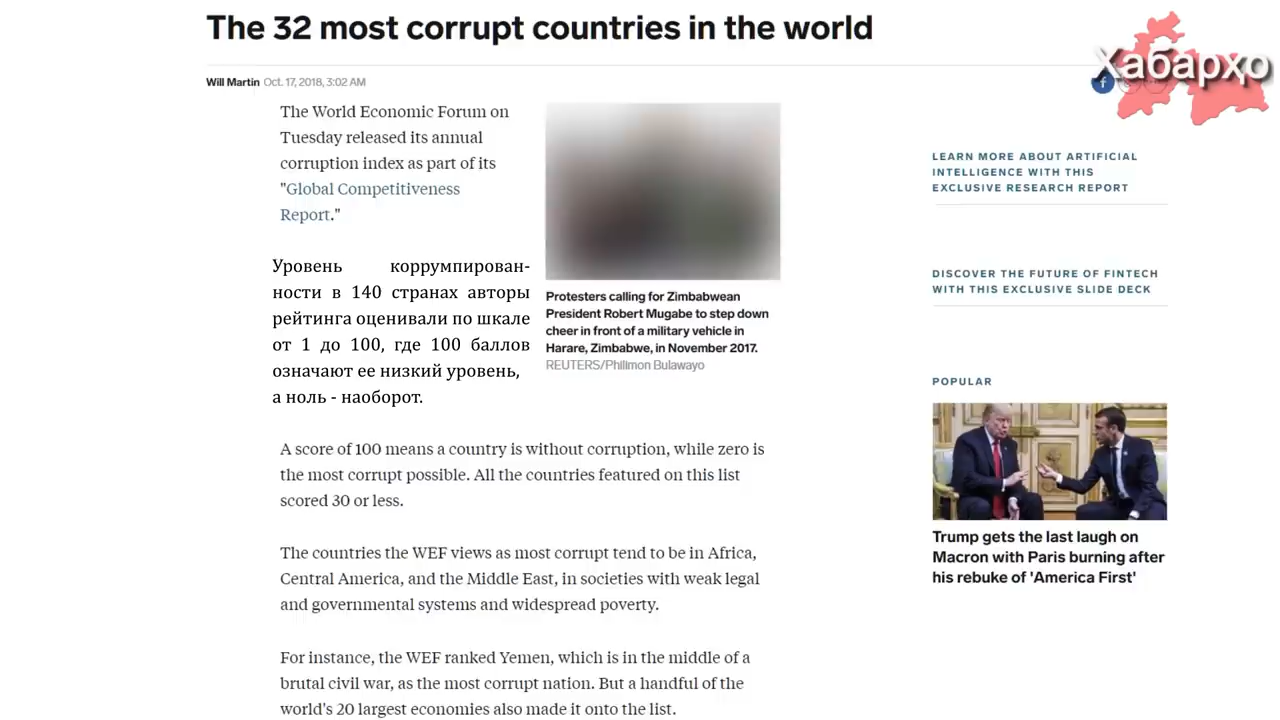 The 32 most corrupt countries in the world
Хабарҳо
Will Martin Oct. 17, 2018, 3:02 AM
The World Economic Forum on
Tuesday released its annual
corruption index as part of its
"Global Competitiveness
Report."
Уровень коррумпирован-
ности в 140 странах авторы
рейтинга оценивали по шкале
от 1 до 100, где 100 баллов
означают ее низкий уровень,
а ноль - наоборот.
Protesters calling for Zimbabwean
President Robert Mugabe to step down
cheer in front of a military vehicle in
Harare, Zimbabwe, in November 2017.
REUTERS/Philimon Bulawayo
A score of 100 means a country is without corruption, while zero is
the most corrupt possible. All the countries featured on this list
scored 30 or less.
The countries the WEF views as most corrupt tend to be in Africa,
Central America, and the Middle East, in societies with weak legal
and governmental systems and widespread poverty.
For instance, the WEF ranked Yemen, which is in the middle of a
brutal civil war, as the most corrupt nation. But a handful of the
world's 20 largest economies also made it onto the list.
LEARN MORE ABOUT ARTIFICIAL
INTELLIGENCE WITH THIS
EXCLUSIVE RESEARCH REPORT
DISCOVER THE FUTURE OF FINTECH
WITH THIS EXCLUSIVE SLIDE DECK
POPULAR
Trump gets the last laugh on
Macron with Paris burning after
his rebuke of 'America First'